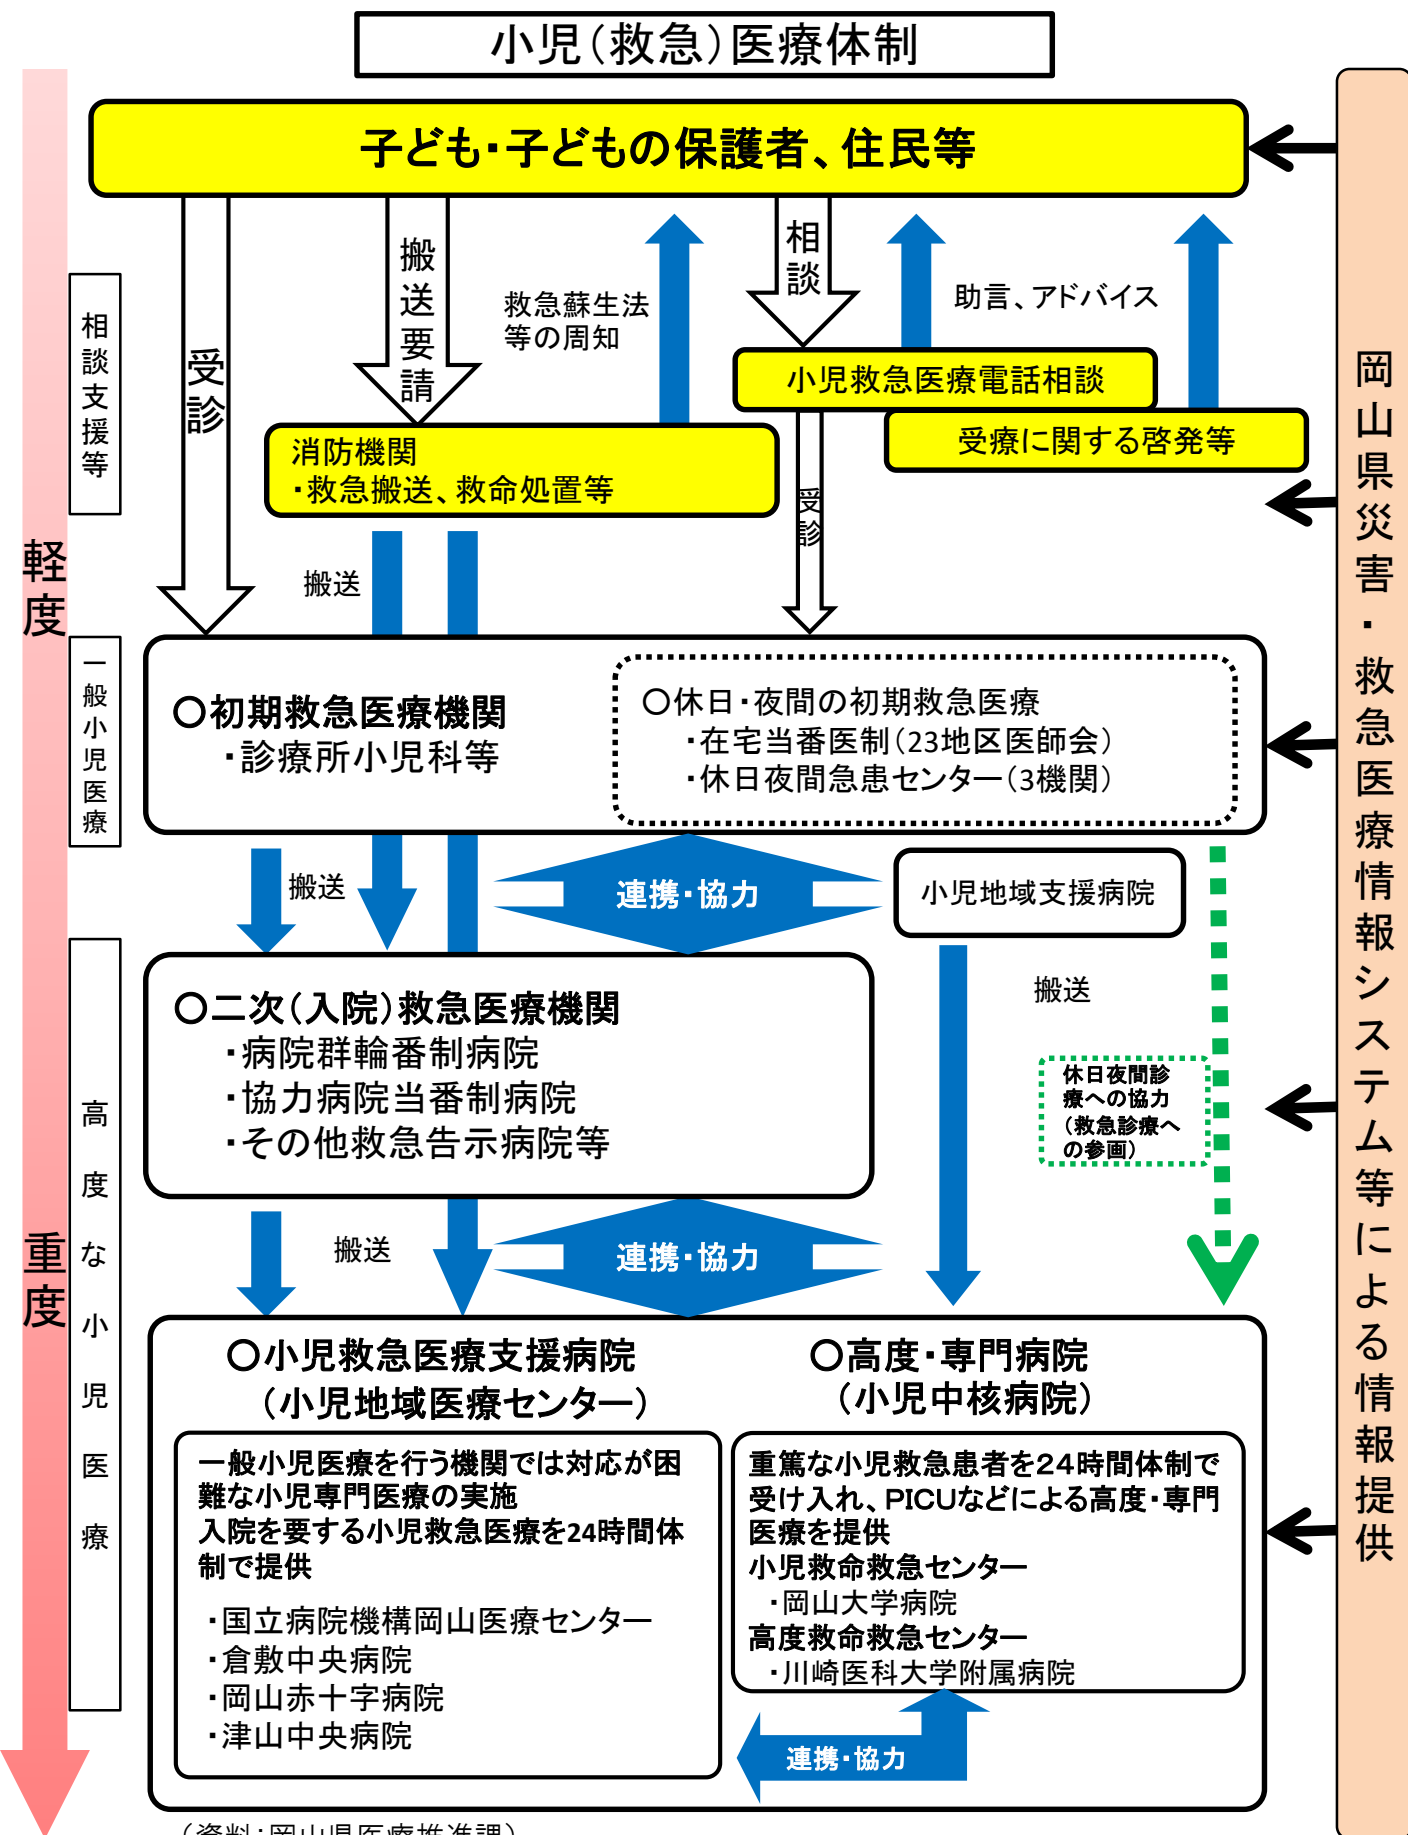 小児(救急)医療体制
子ども・子どもの保護者、住民等
受診
搬送要請
救急蘇生法
等の周知
相談
助言、アドバイス
相談支援等
小児救急医療電話相談
受療に関する啓発等
消防機関
・救急搬送、救命処置等
受診
搬送
軽度
一般小児医療
○初期救急医療機関
・診療所小児科等
○休日・夜間の初期救急医療
・在宅当番医制(23地区医師会)
・休日夜間急患センター(3機関)
搬送
連携・協力
小児地域支援病院
搬送
高度な小児医療
○二次(入院)救急医療機関
・病院群輪番制病院
・協力病院当番制病院
・その他救急告示病院等
休日夜間診
療への協力
(救急診療へ
の参画)
重度
搬送
連携・協力
○小児救急医療支援病院
(小児地域医療センター)
一般小児医療を行う機関では対応が困
難な小児専門医療の実施
入院を要する小児救急医療を24時間体
制で提供
・国立病院機構岡山医療センター
・倉敷中央病院
・岡山赤十字病院
・津山中央病院
○高度・専門病院
(小児中核病院)
重篤な小児救急患者を24時間体制で
受け入れ、PICUなどによる高度・専門
医療を提供
小児救命救急センター
・岡山大学病院
高度救命救急センター
・川崎医科大学附属病院
連携・協力
岡山県災害・救急医療情報システム等による情報提供
(資料:岡山県医療推進課)